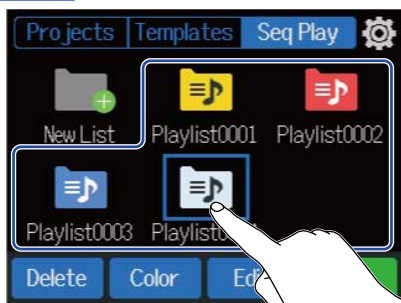 Projects Templates Seq Play
New List Playlist0001 Playlist0002
Playlist0003
Delete Color